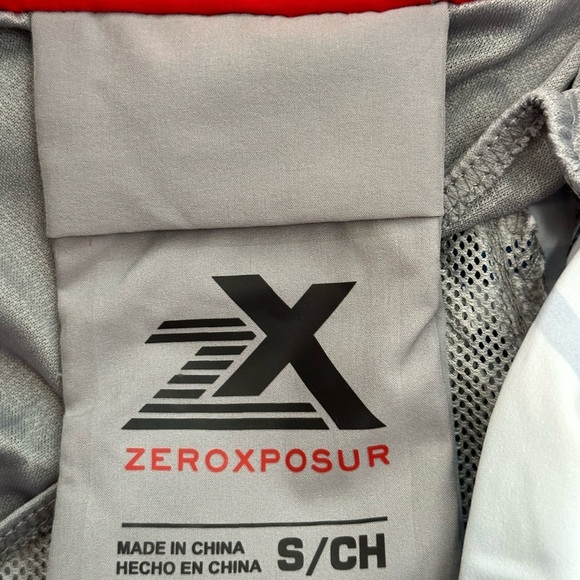 ZX
ZEROXPOSUR
MADE IN CHINA S/CH
HECHO EN CHINA